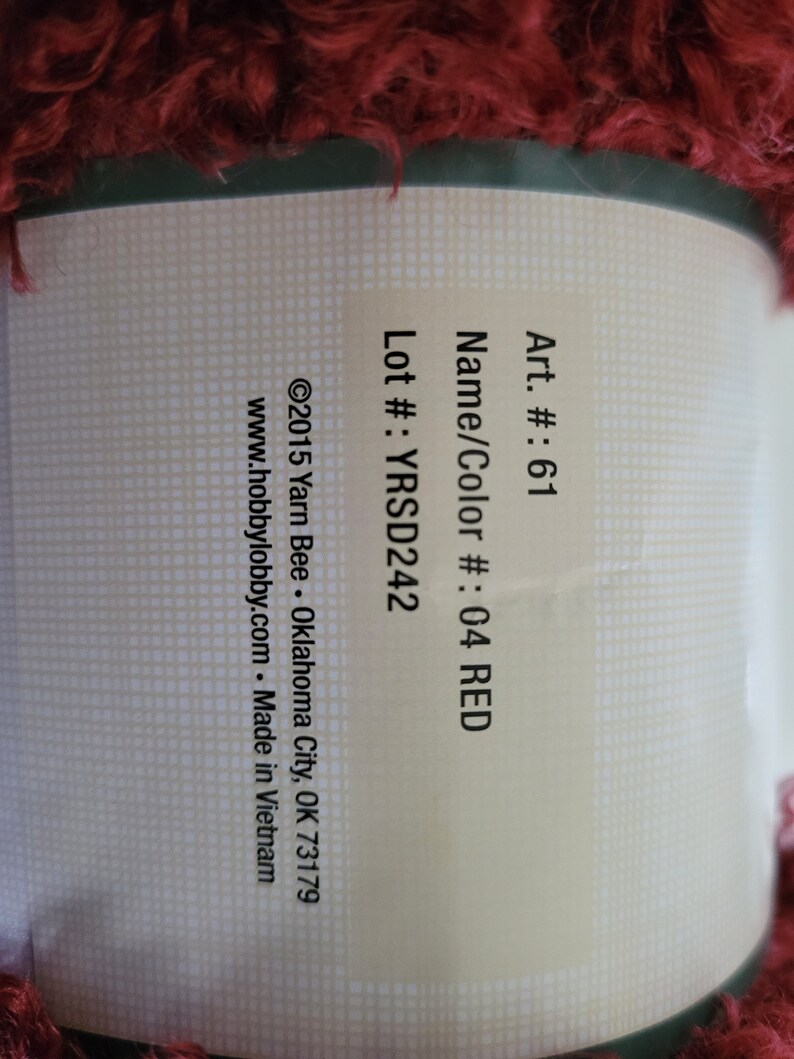 Art. #: 61
Name/Color #: 04 RED
Lot #: YRSD242
©2015 Yarn Bee • Oklahoma City, OK 73179
www.hobbylobby.com • Made in Vietnam